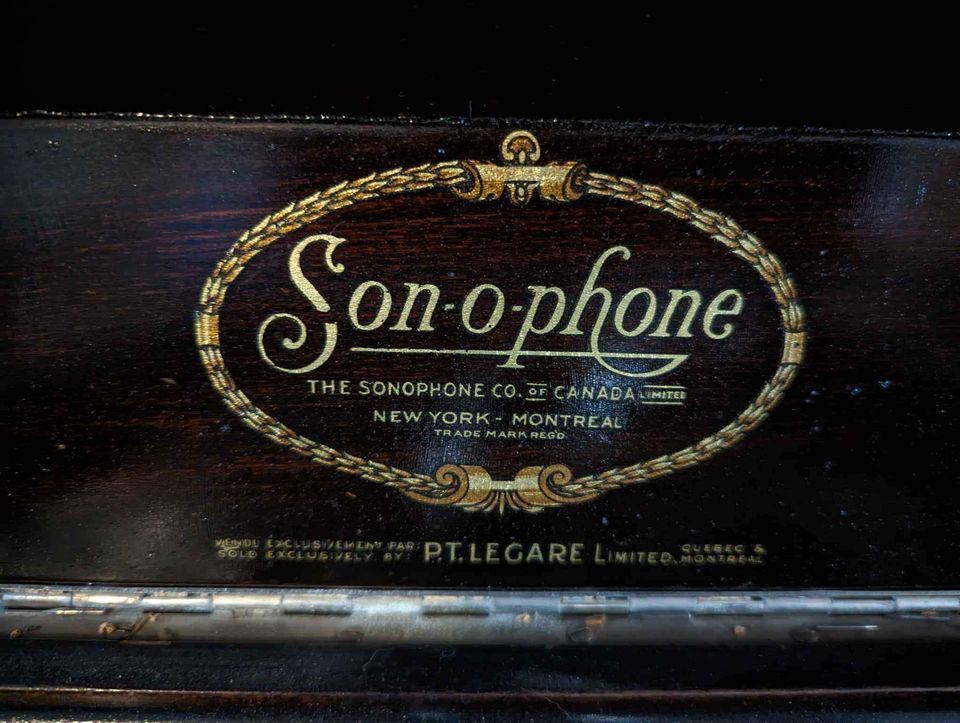 Son-o-phone
THE SONOPHONE CO. OF CANADA LIMITED
NEW YORK - MONTREAL
TRADE MARK REG'D
VENDU EXCLUSIVEMENT PAR:
SOLD EXCLUSIVELY BY:
P.T. LEGARE LIMITED.
QUEBEC &
MONTREAL